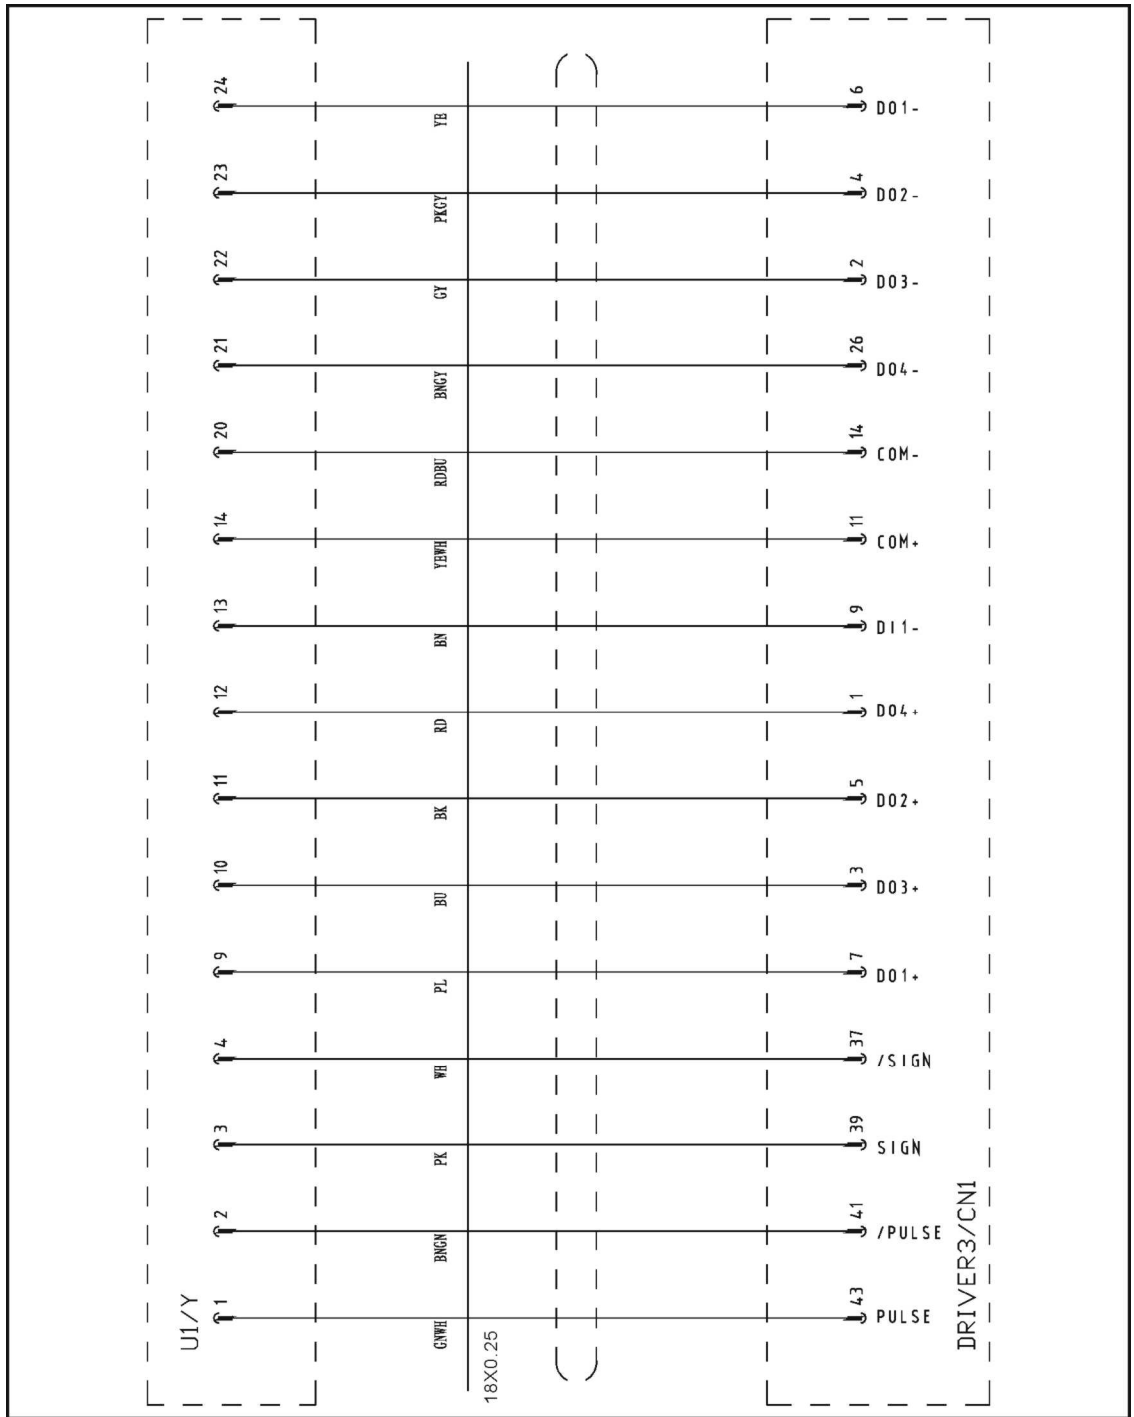 24 YB 6 DO1-
23 PKGY 4 DO2-
22 GY 2 DO3-
21 BNGY 26 DO4-
20 RDBU 14 COM-
14 YBWH 11 COM+
13 BN 9 DI1-
12 RD 1 DO4+
11 BK 5 DO2+
10 BU 3 DO3+
9 PL 7 DO1+
4 WH 37 /SIGN
3 PK 39 SIGN
2 BNGN 41 /PULSE
1 GNWH 43 PULSE
U1/Y
18X0.25
DRIVER3/CN1